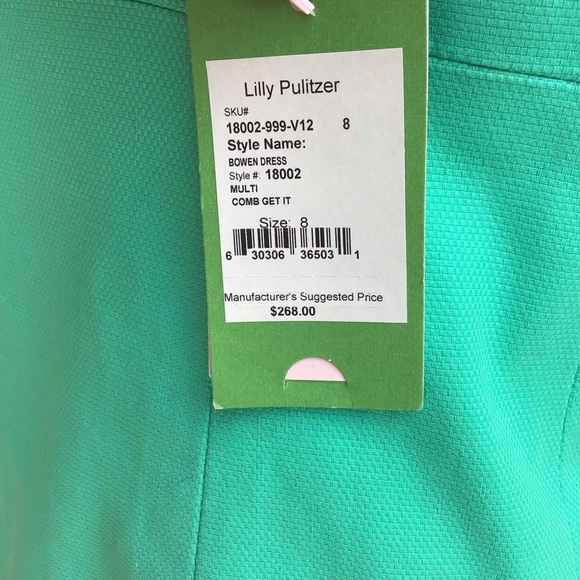 Lilly Pulitzer
SKU#
18002-999-V12 8
Style Name:
BOWEN DRESS
Style #: 18002
MULTI
COMB GET IT
Size: 8
6 30306 36503 1
Manufacturer's Suggested Price
$268.00